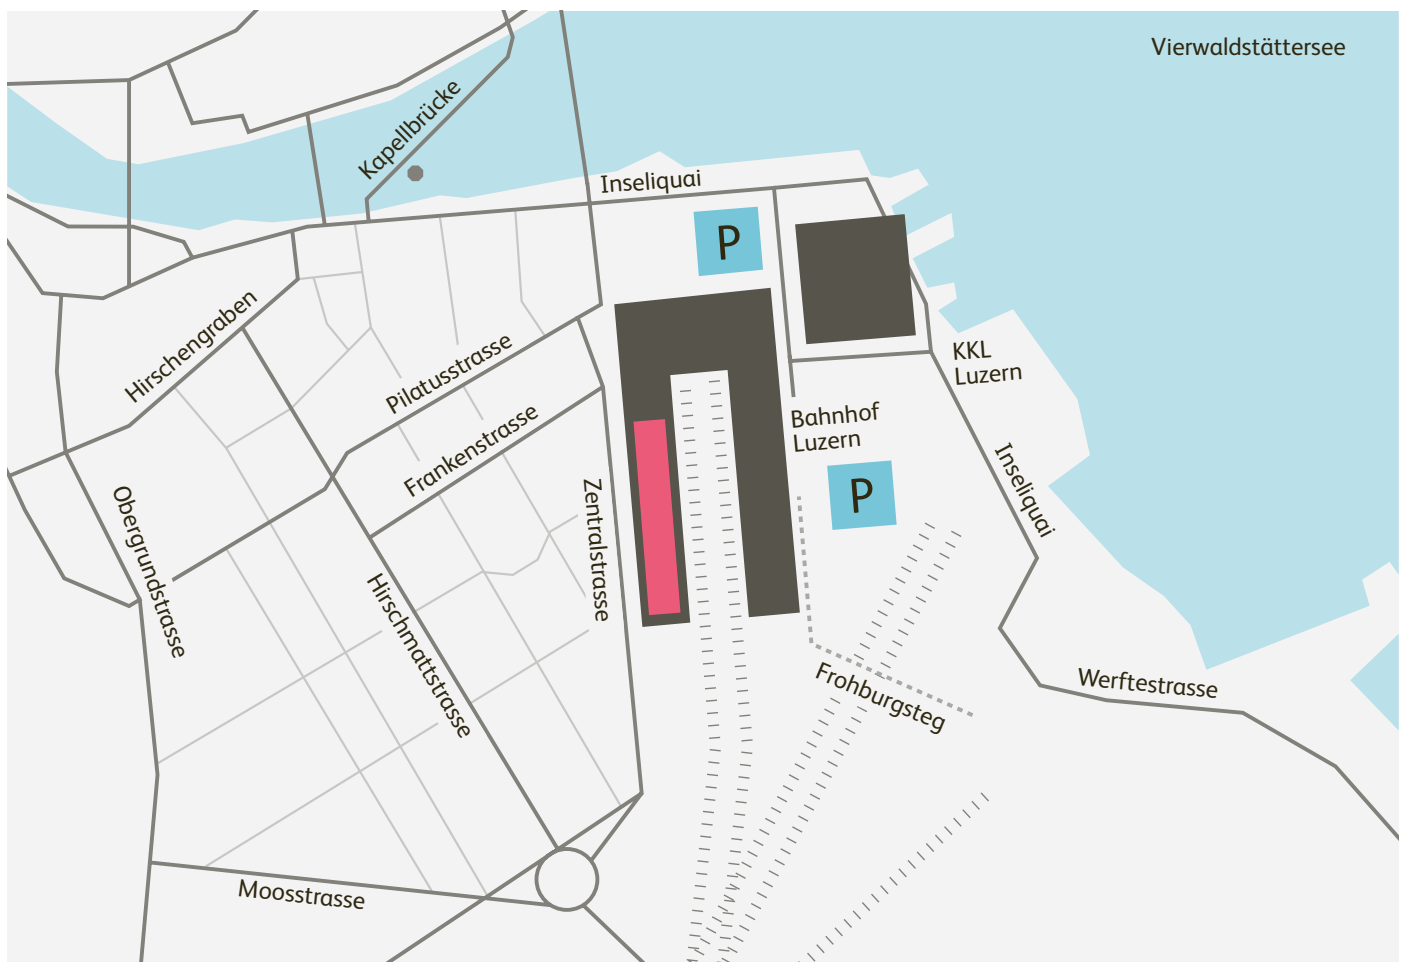 Vierwaldstättersee
Kapellbrücke
Inseliquai
P
Hirschengraben
Pilatusstrasse
KKL
Luzern
Frankenstrasse
Bahnhof
Luzern
Inseliquai
P
Obergrundstrasse
Zentralstrasse
Hirschmattstrasse
Frohburgsteg
Werftestrasse
Moosstrasse